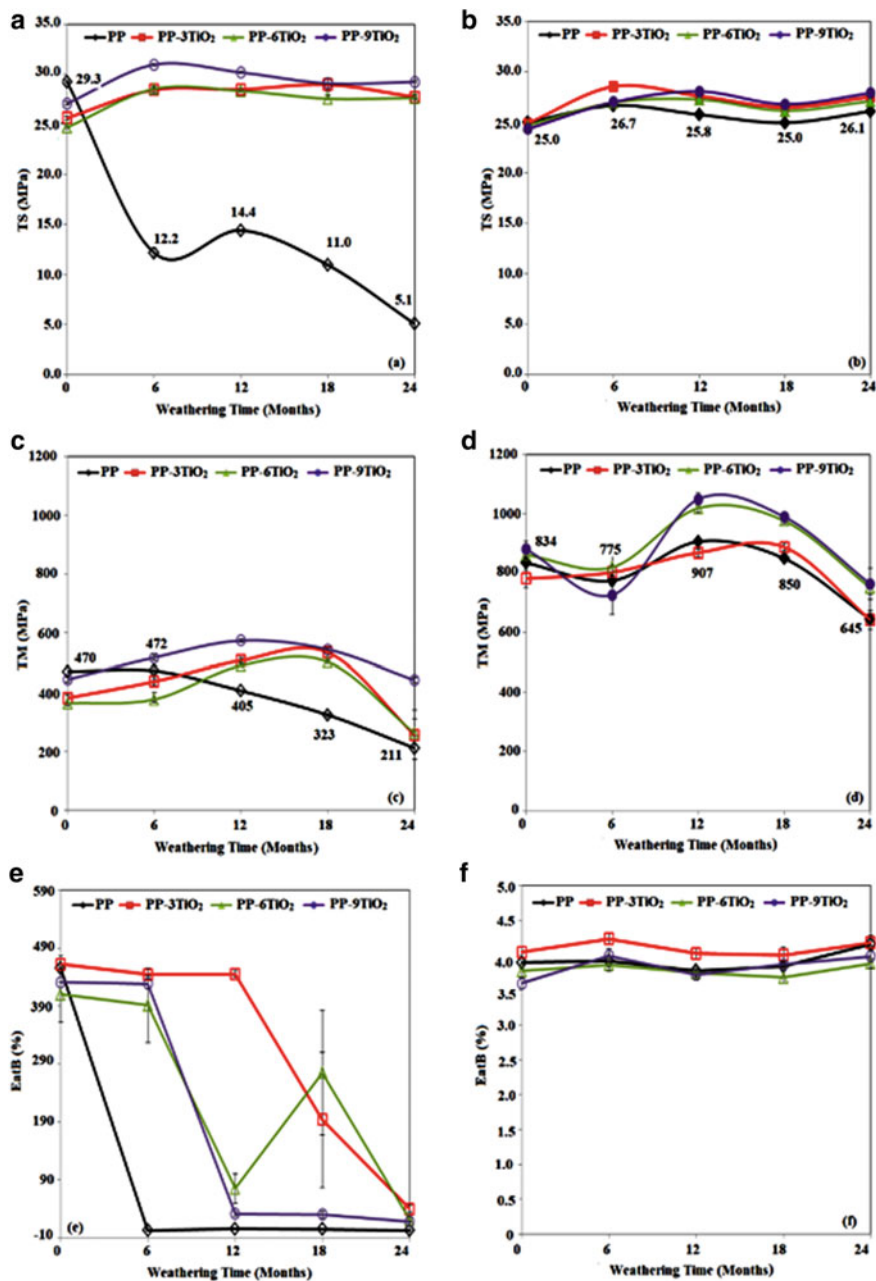 a
PP PP-3TiO₂ PP-6TiO₂ PP-9TiO₂
35.0
30.0
25.0
20.0
15.0
10.0
5.0
0.0
TS (MPa)
29.3
12.2
14.4
11.0
5.1
(a)
0 6 12 18 24
Weathering Time (Months)
b
PP PP-3TiO₂ PP-6TiO₂ PP-9TiO₂
35.0
30.0
25.0
20.0
15.0
10.0
5.0
0.0
TS (MPa)
25.0
26.7
25.8
25.0
26.1
(b)
0 6 12 18 24
Weathering Time (Months)
c
PP PP-3TiO₂ PP-6TiO₂ PP-9TiO₂
1200
1000
800
600
400
200
0
TM (MPa)
470
472
405
323
211
(c)
0 6 12 18 24
Weathering Time (Months)
d
PP PP-3TiO₂ PP-6TiO₂ PP-9TiO₂
1200
1000
800
600
400
200
0
TM (MPa)
834
775
907
850
645
(d)
0 6 12 18 24
Weathering Time (Months)
e
PP PP-3TiO₂ PP-6TiO₂ PP-9TiO₂
590
490
390
290
190
90
-10
EatB (%)
(e)
0 6 12 18 24
Weathering Time (Months)
f
PP PP-3TiO₂ PP-6TiO₂ PP-9TiO₂
5.0
4.5
4.0
3.5
3.0
2.5
2.0
1.5
1.0
0.5
0
EatB (%)
(f)
0 6 12 18 24
Weathering Time (Months)